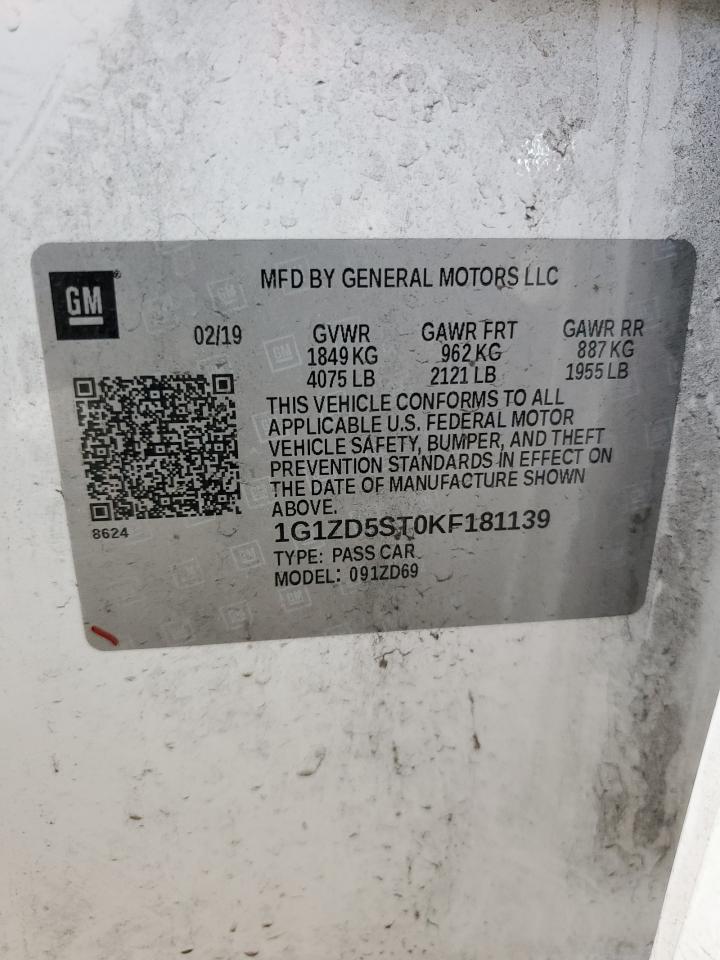 GM
MFD BY GENERAL MOTORS LLC
02/19
GVWR GAWR FRT GAWR RR
1849 KG 962 KG 887 KG
4075 LB 2121 LB 1955 LB
THIS VEHICLE CONFORMS TO ALL
APPLICABLE U.S. FEDERAL MOTOR
VEHICLE SAFETY, BUMPER, AND THEFT
PREVENTION STANDARDS IN EFFECT ON
THE DATE OF MANUFACTURE SHOWN
ABOVE.
8624
1G1ZD5ST0KF181139
TYPE: PASS CAR
MODEL: 091ZD69